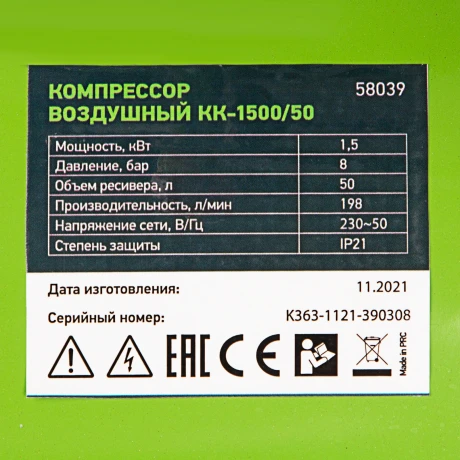 КОМПРЕССОР 58039
ВОЗДУШНЫЙ КК-1500/50
Мощность, кВт 1,5
Давление, бар 8
Объем ресивера, л 50
Производительность, л/мин 198
Напряжение сети, В/Гц 230~50
Степень защиты IP21
Дата изготовления: 11.2021
Серийный номер: К363-1121-390308
EAC CE
Made in PRC